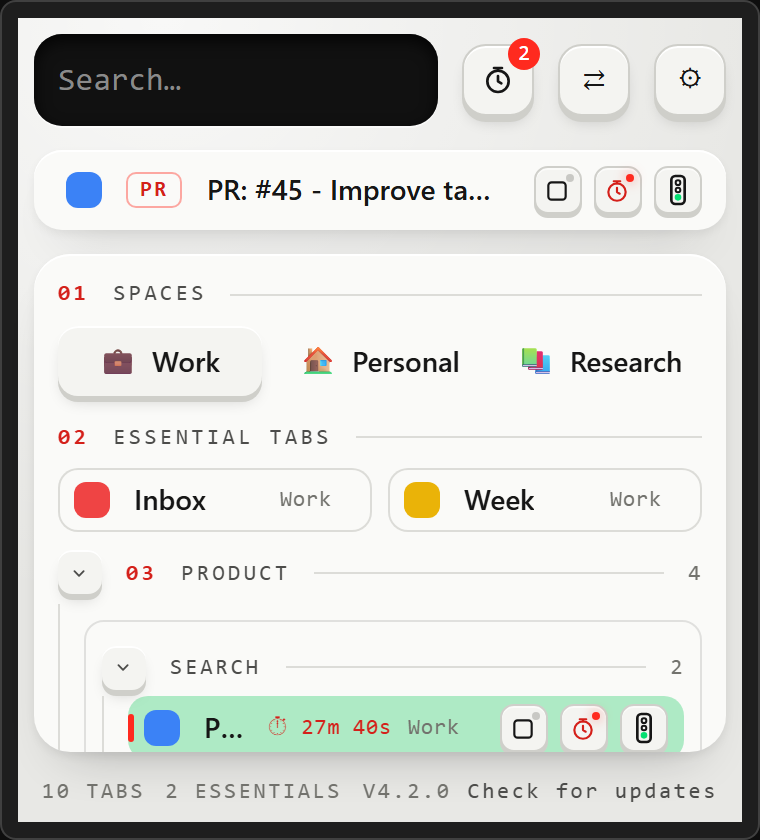 Search…
2
PR PR: #45 - Improve ta...
01 SPACES
Work Personal Research
02 ESSENTIAL TABS
Inbox Work Week Work
03 PRODUCT 4
SEARCH 2
P... 27m 40s Work
10 TABS 2 ESSENTIALS V4.2.0 Check for updates